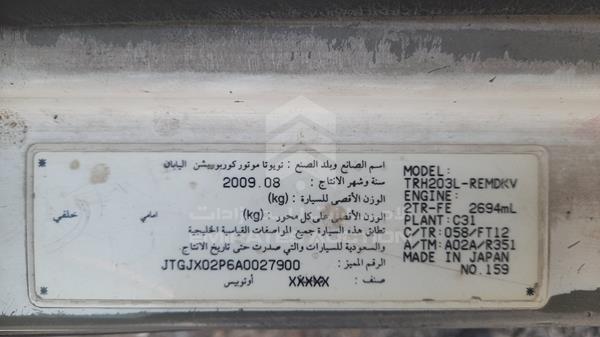 اسم الصانع وبلد الصنع : تويوتا موتور كوربوريشن اليابان
سنة وشهر الانتاج : 2009.08
الوزن الأقصى للسيارة : (kg)
الوزن الأقصى على كل محور : (kg) امامي خلفي
تطابق هذه السيارة جميع المواصفات القياسية الخليجية
والسعودية للسيارات والتي صدرت حتى تاريخ الانتاج
الرقم المميز : JTGJX02P6A0027900
صنف : XXXXX أوتوبيس
MODEL:
TRH203L-REMDKV
ENGINE:
2TR-FE 2694mL
PLANT: C31
C/TR: 058/FT12
A/TM: A02A/R351
MADE IN JAPAN
NO.159